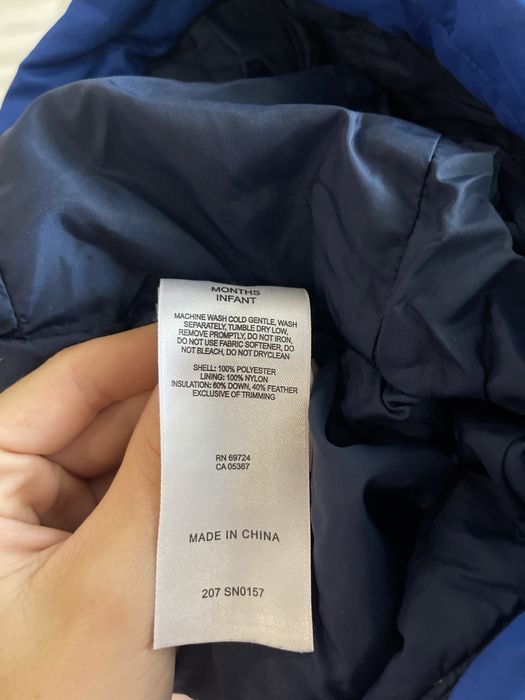 MONTHS
INFANT
MACHINE WASH COLD GENTLE, WASH
SEPARATELY, TUMBLE DRY LOW,
REMOVE PROMPTLY, DO NOT IRON,
DO NOT USE FABRIC SOFTENER, DO
NOT BLEACH, DO NOT DRYCLEAN
SHELL: 100% POLYESTER
LINING: 100% NYLON
INSULATION: 60% DOWN, 40% FEATHER
EXCLUSIVE OF TRIMMING
RN 69724
CA 05367
MADE IN CHINA
207 SN0157